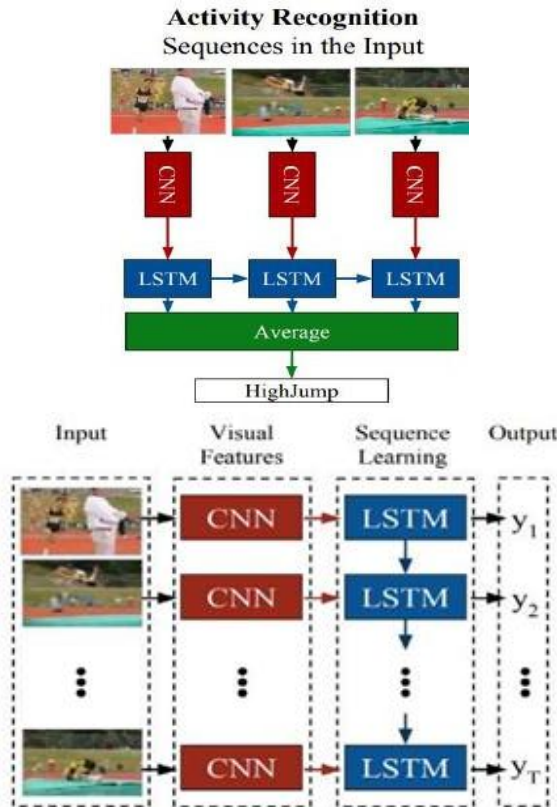 Activity Recognition
Sequences in the Input
CNN CNN CNN
LSTM LSTM LSTM
Average
HighJump
Input Visual Features Sequence Learning Output
CNN LSTM y1
CNN LSTM y2
CNN LSTM yT